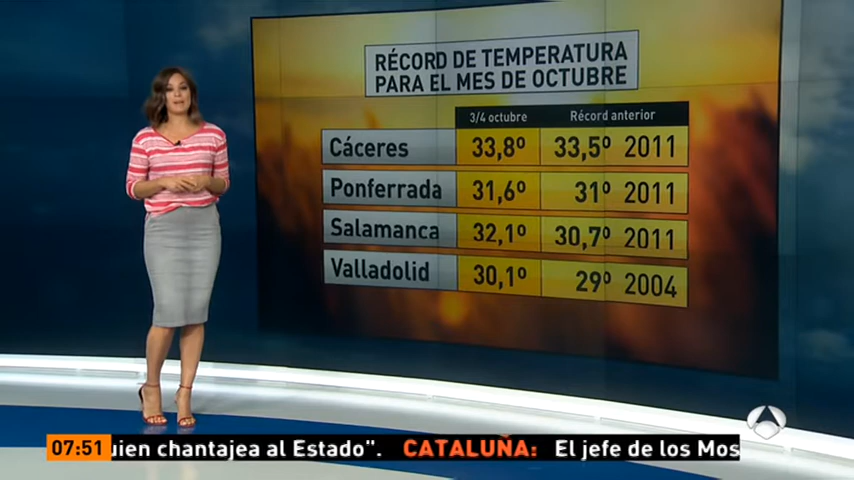 RÉCORD DE TEMPERATURA
PARA EL MES DE OCTUBRE
3/4 octubre Récord anterior
Cáceres 33,8º 33,5º 2011
Ponferrada 31,6º 31º 2011
Salamanca 32,1º 30,7º 2011
Valladolid 30,1º 29º 2004
07:51 uien chantajea al Estado". CATALUÑA: El jefe de los Mos